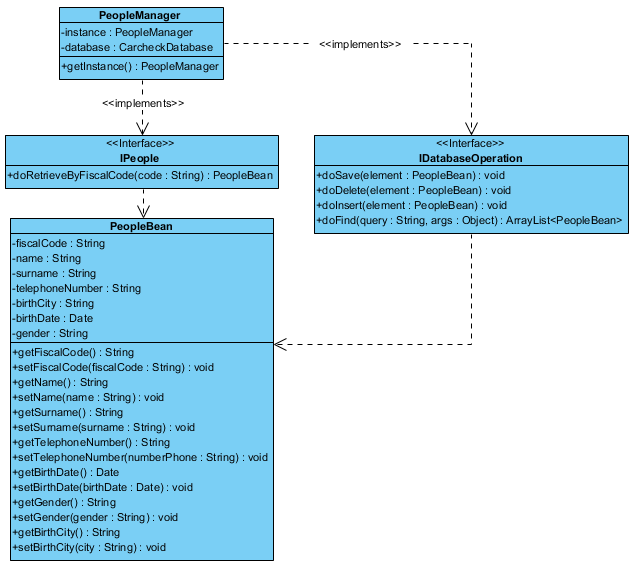 PeopleManager
-instance : PeopleManager
-database : CarcheckDatabase
+getInstance() : PeopleManager
<<implements>>
<<implements>>
<<Interface>>
IPeople
+doRetrieveByFiscalCode(code : String) : PeopleBean
<<Interface>>
IDatabaseOperation
+doSave(element : PeopleBean) : void
+doDelete(element : PeopleBean) : void
+doInsert(element : PeopleBean) : void
+doFind(query : String, args : Object) : ArrayList<PeopleBean>
PeopleBean
-fiscalCode : String
-name : String
-surname : String
-telephoneNumber : String
-birthCity : String
-birthDate : Date
-gender : String
+getFiscalCode() : String
+setFiscalCode(fiscalCode : String) : void
+getName() : String
+setName(name : String) : void
+getSurname() : String
+setSurname(surname : String) : void
+getTelephoneNumber() : String
+setTelephoneNumber(numberPhone : String) : void
+getBirthDate() : Date
+setBirthDate(birthDate : Date) : void
+getGender() : String
+setGender(gender : String) : void
+getBirthCity() : String
+setBirthCity(city : String) : void